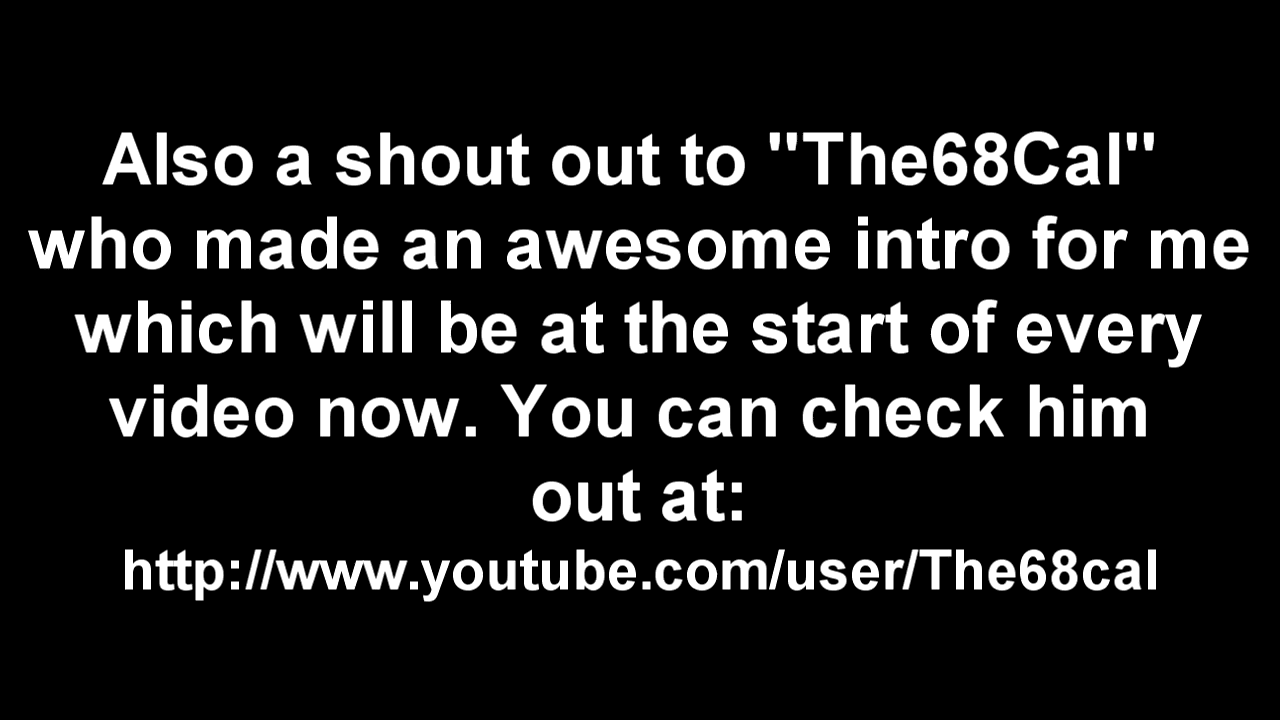 Also a shout out to "The68Cal"
who made an awesome intro for me
which will be at the start of every
video now. You can check him
out at:
http://www.youtube.com/user/The68cal